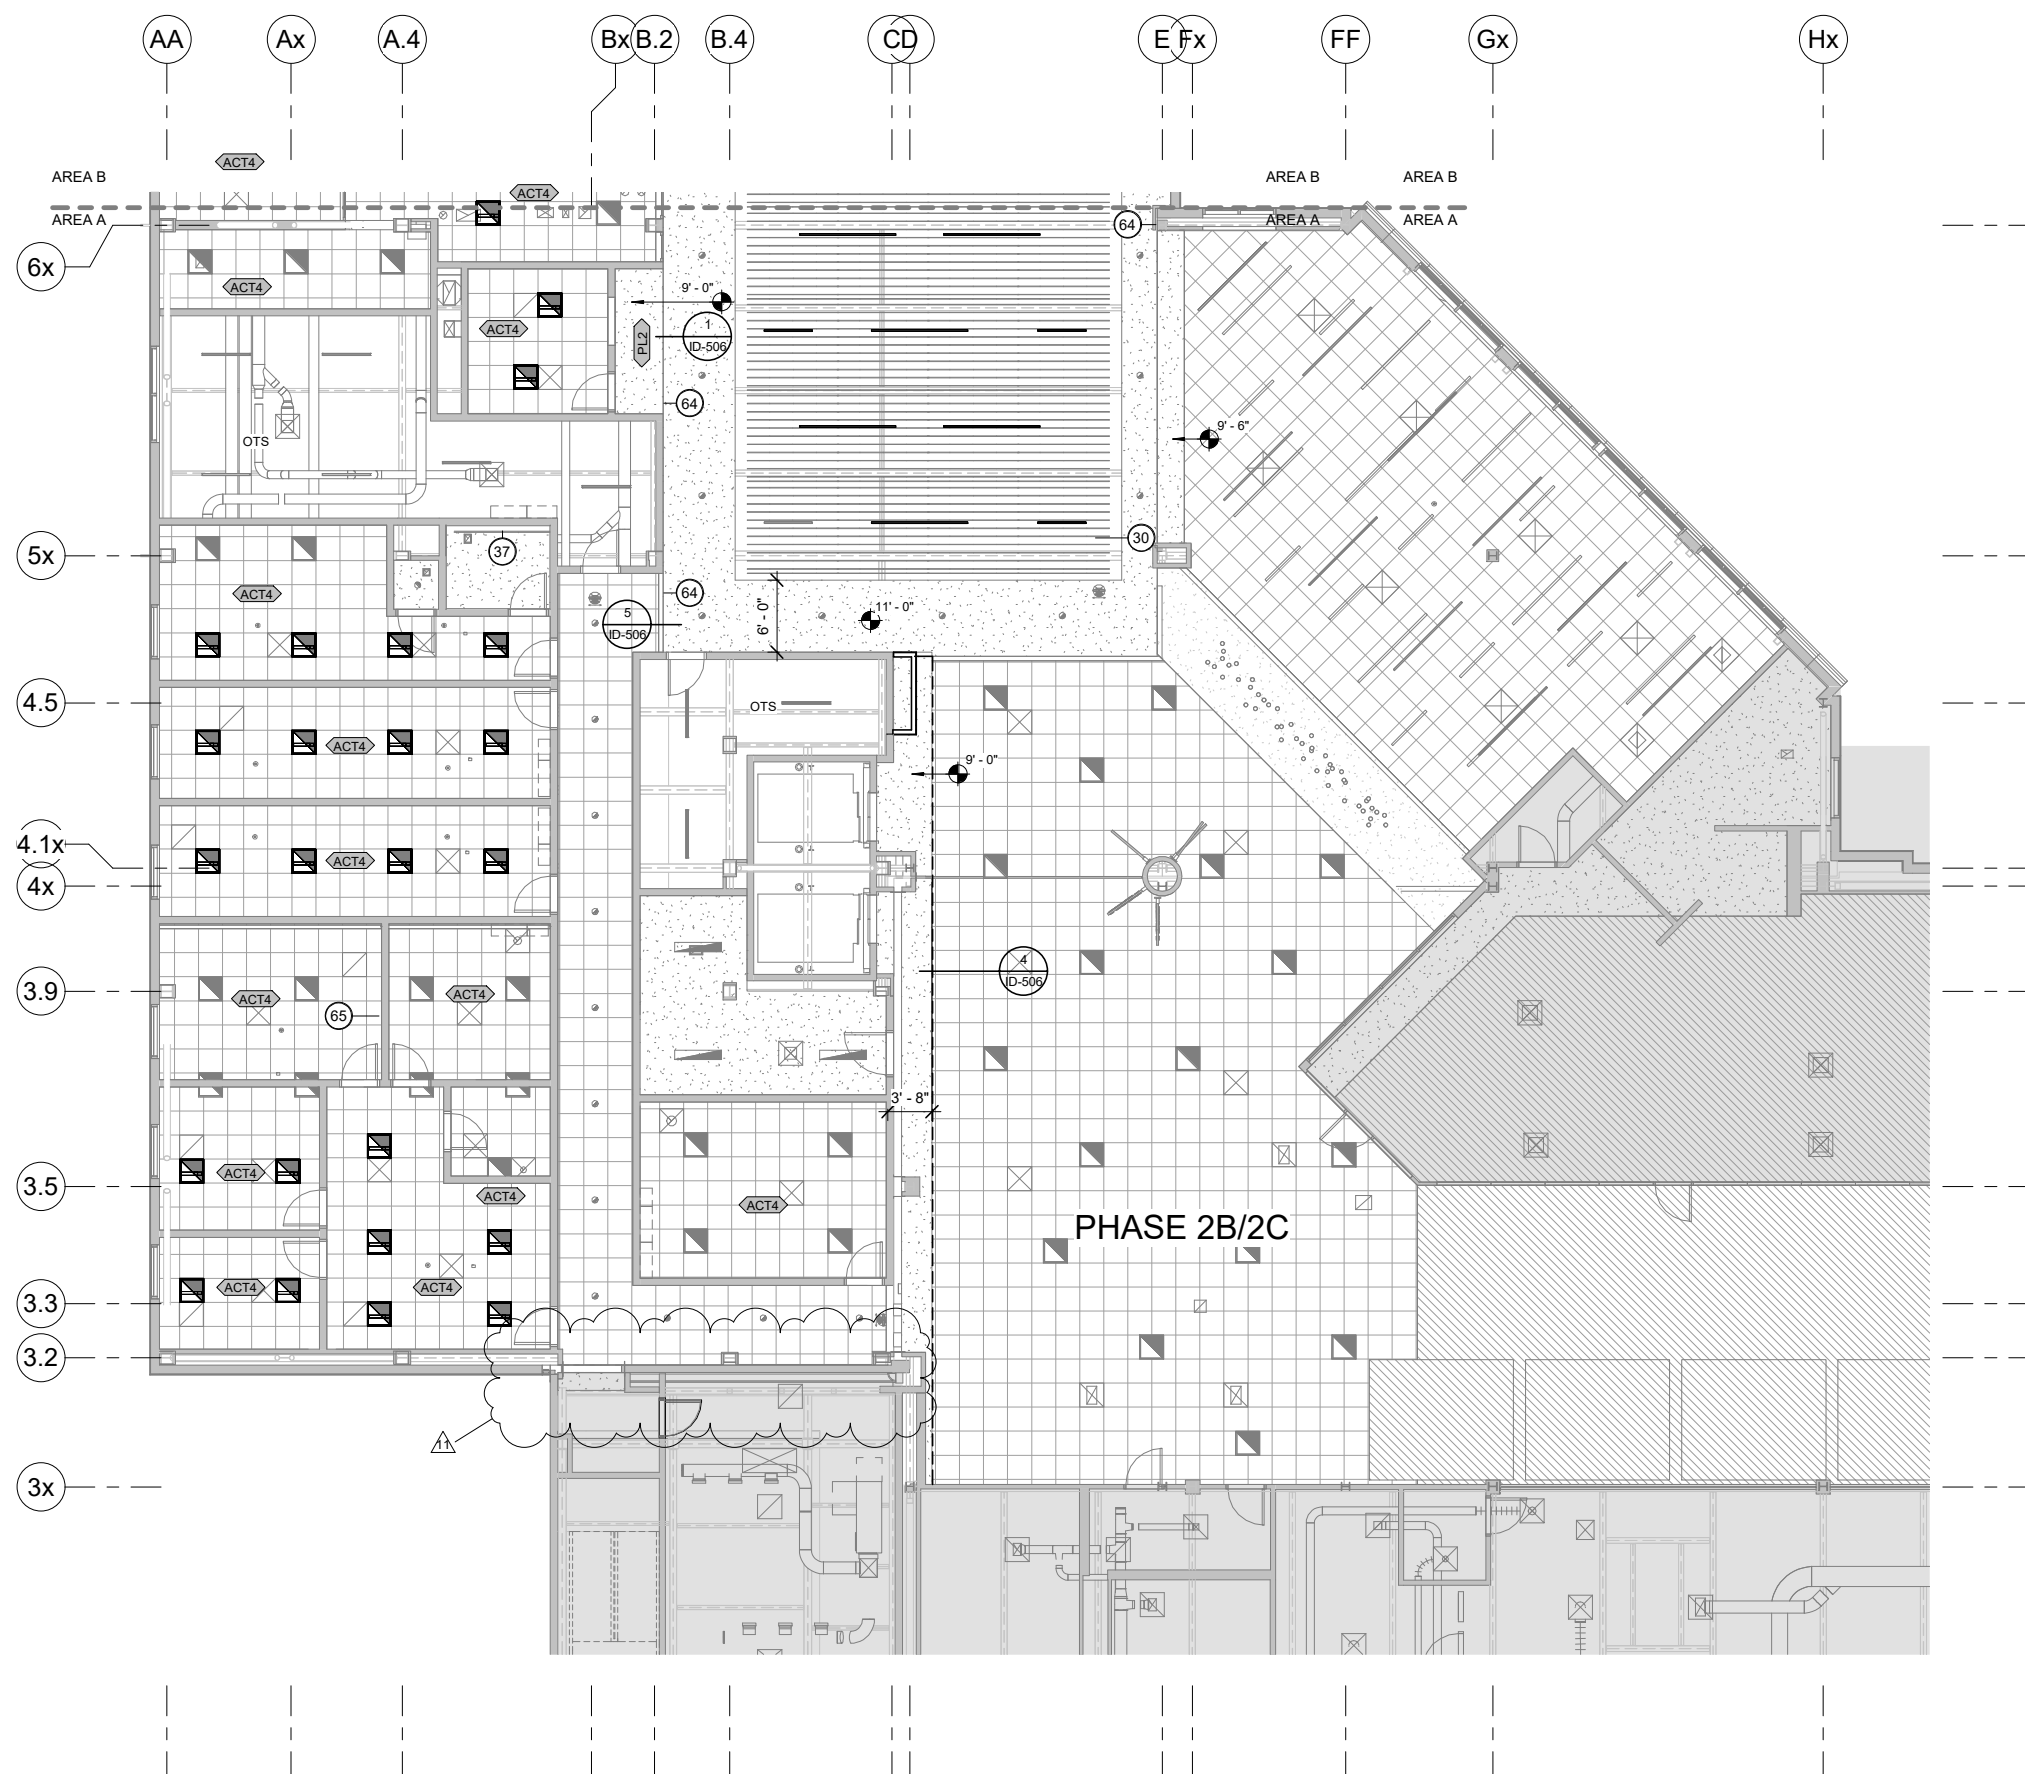 AA Ax A.4 Bx B.2 B.4 C D E Fx FF Gx Hx
ACT4
AREA B AREA B AREA B
ACT4
AREA A AREA A AREA A
64
6x
ACT4
9' - 0"
ACT4
1
ID-506
PL2
64
9' - 6"
OTS
30
37
5x
ACT4
64
5
ID-506
6' - 0"
11' - 0"
4.5
OTS
ACT4
9' - 0"
4.1x
ACT4
4x
4
ID-506
3.9
ACT4
ACT4
65
3' - 8"
ACT4
3.5
ACT4
ACT4
PHASE 2B/2C
ACT4
ACT4
3.3
3.2
11
3x